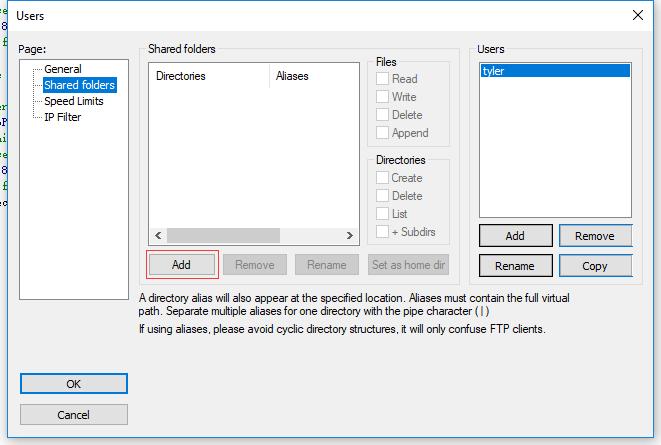 Users
Page:
General
Shared folders
Speed Limits
IP Filter
OK
Cancel
Shared folders
Directories
Aliases
Add
Remove
Rename
Set as home dir
Files
Read
Write
Delete
Append
Directories
Create
Delete
List
+ Subdirs
A directory alias will also appear at the specified location. Aliases must contain the full virtual
path. Separate multiple aliases for one directory with the pipe character (|)
If using aliases, please avoid cyclic directory structures, it will only confuse FTP clients.
Users
tyler
Add
Remove
Rename
Copy